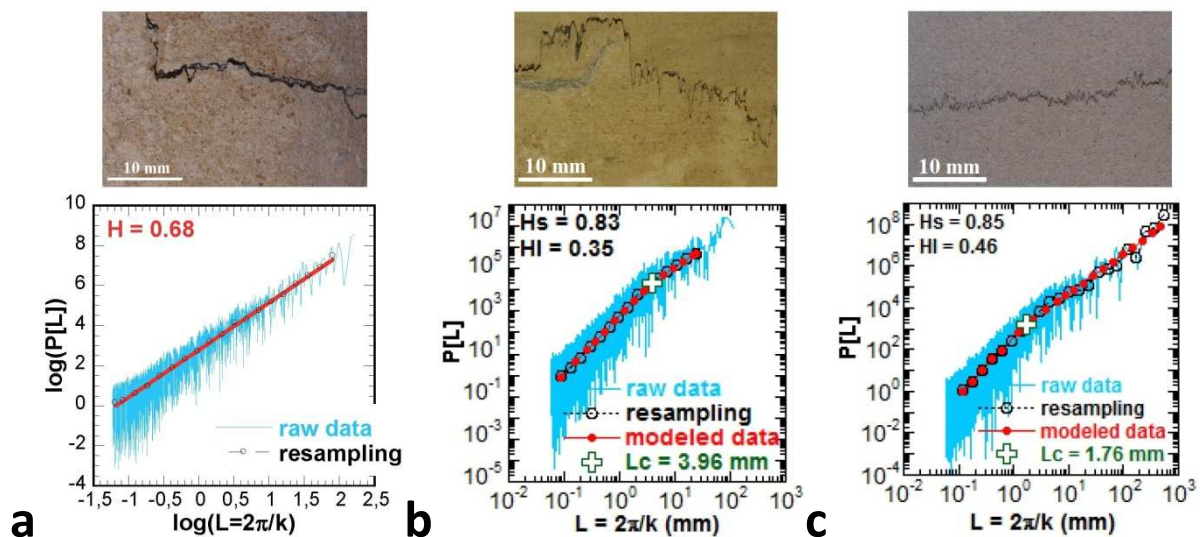 10 mm
10 mm
10 mm
H = 0.68
10
8
6
4
2
0
2
4
log(P[L])
-1,5 -1 -0,5 0 0,5 1 1,5 2 2,5
log(L=2π/k)
raw data
resampling
a
Hs = 0.83
Hl = 0.35
10^7
10^5
10^3
10^1
10^-1
10^-3
10^-5
P[L]
raw data
resampling
modeled data
Lc = 3.96 mm
10^-2 10^-1 10^0 10^1 10^2 10^3
L = 2π/k (mm)
b
Hs = 0.85
Hl = 0.46
10^8
10^6
10^4
10^2
10^0
10^-2
10^-4
P[L]
raw data
resampling
modeled data
Lc = 1.76 mm
10^-2 10^-1 10^0 10^1 10^2 10^3
L = 2π/k (mm)
c